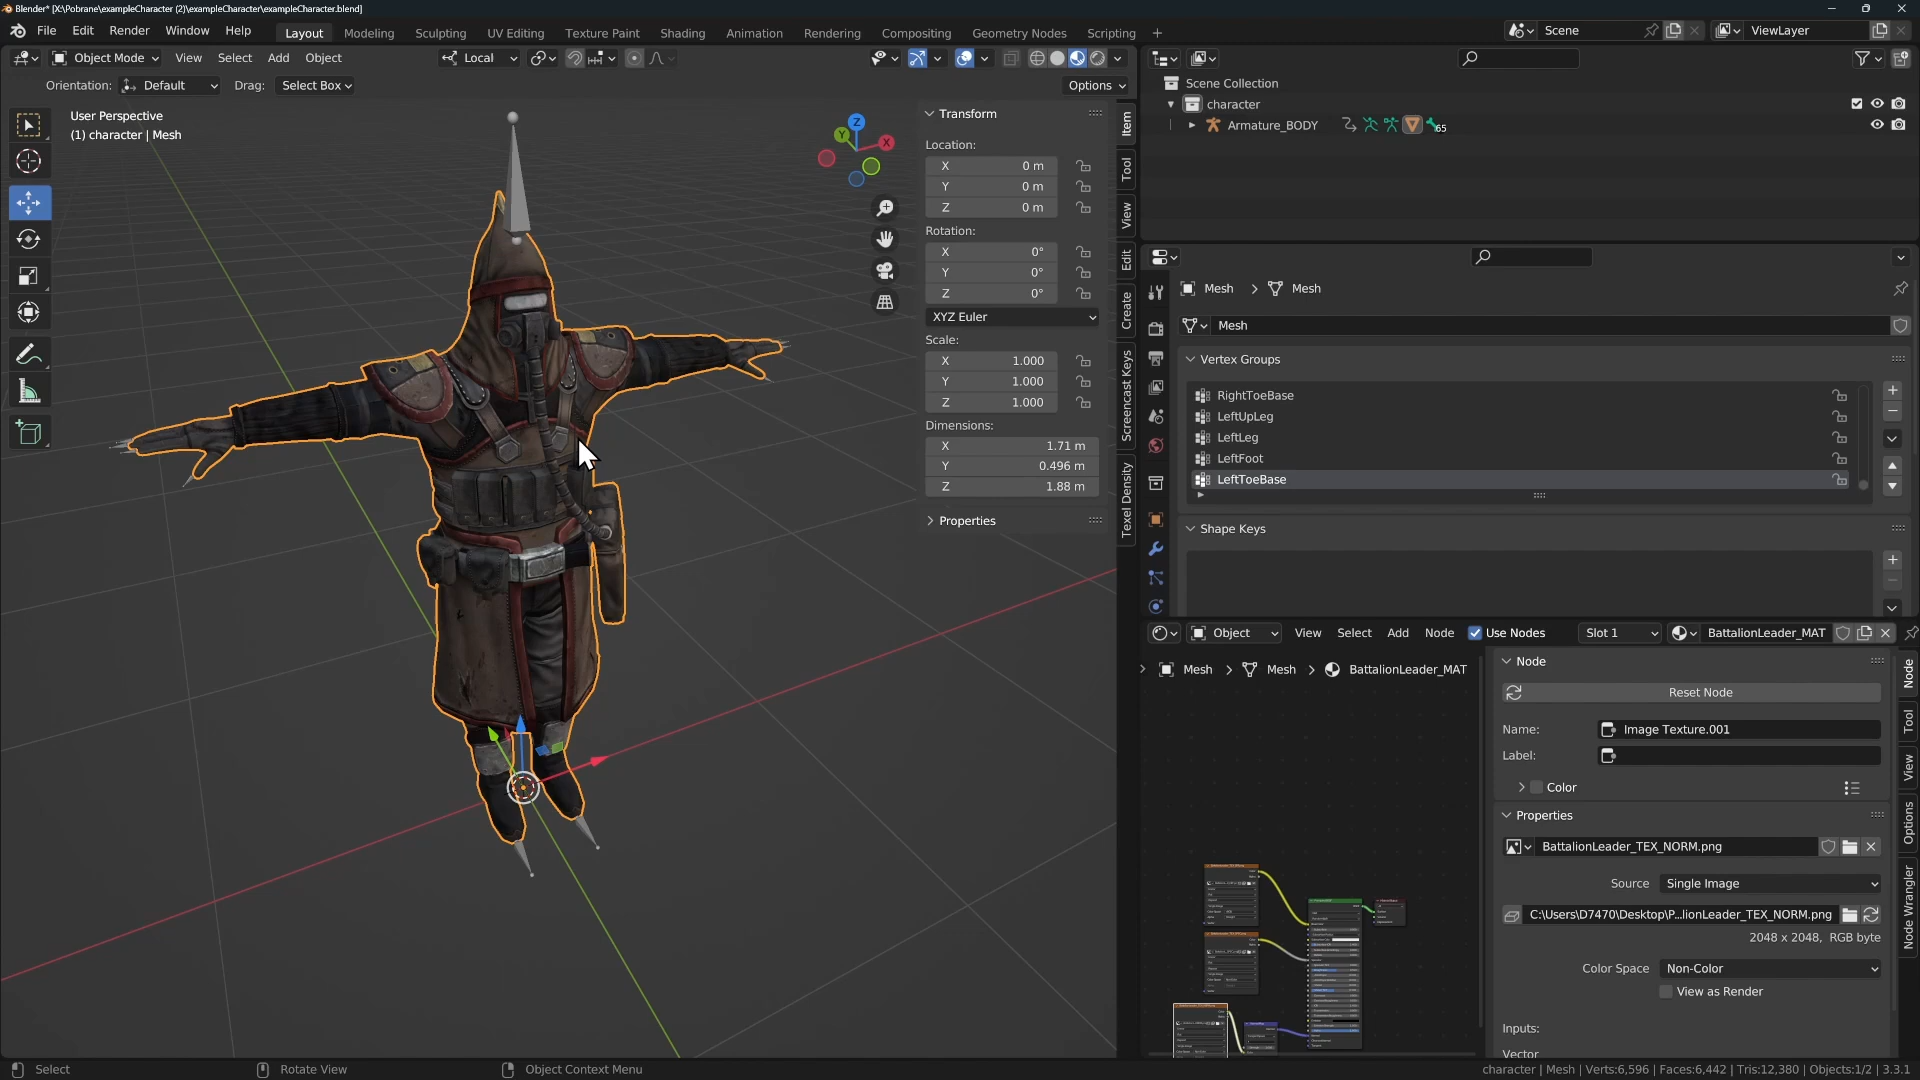 Blender* [X:\Pobrane\exampleCharacter (2)\exampleCharacter\exampleCharacter.blend]
File Edit Render Window Help Layout Modeling Sculpting UV Editing Texture Paint Shading Animation Rendering Compositing Geometry Nodes Scripting + Scene ViewLayer
Object Mode View Select Add Object Local
Orientation: Default Drag: Select Box Options
User Perspective
(1) character | Mesh
Z
Y
X
Transform
Location:
X 0 m
Y 0 m
Z 0 m
Rotation:
X 0°
Y 0°
Z 0°
XYZ Euler
Scale:
X 1.000
Y 1.000
Z 1.000
Dimensions:
X 1.71 m
Y 0.496 m
Z 1.88 m
Properties
Item
Tool
View
Edit
Create
Screencast Keys
Texel Density
Scene Collection
character
Armature_BODY 65
Mesh > Mesh
Mesh
Vertex Groups
RightToeBase
LeftUpLeg
LeftLeg
LeftFoot
LeftToeBase
Shape Keys
Object View Select Add Node Use Nodes Slot 1 BattalionLeader_MAT
Mesh > Mesh > BattalionLeader_MAT
Node
Reset Node
Name: Image Texture.001
Label:
Color
Properties
BattalionLeader_TEX_NORM.png
Source Single Image
C:\Users\D7470\Desktop\P...lionLeader_TEX_NORM.png
2048 x 2048, RGB byte
Color Space Non-Color
View as Render
Inputs:
Vector
Node
Tool
View
Options
Node Wrangler
Select Rotate View Object Context Menu
character | Mesh | Verts:6,596 | Faces:6,442 | Tris:12,380 | Objects:1/2 | 3.3.1